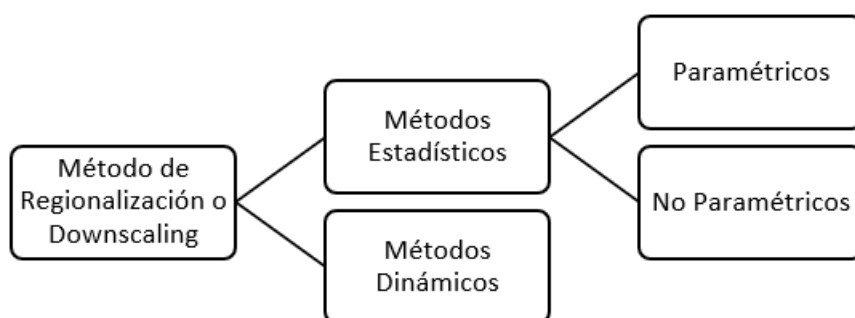 Método de
Regionalización o
Downscaling
Métodos
Estadísticos
Métodos
Dinámicos
Paramétricos
No Paramétricos